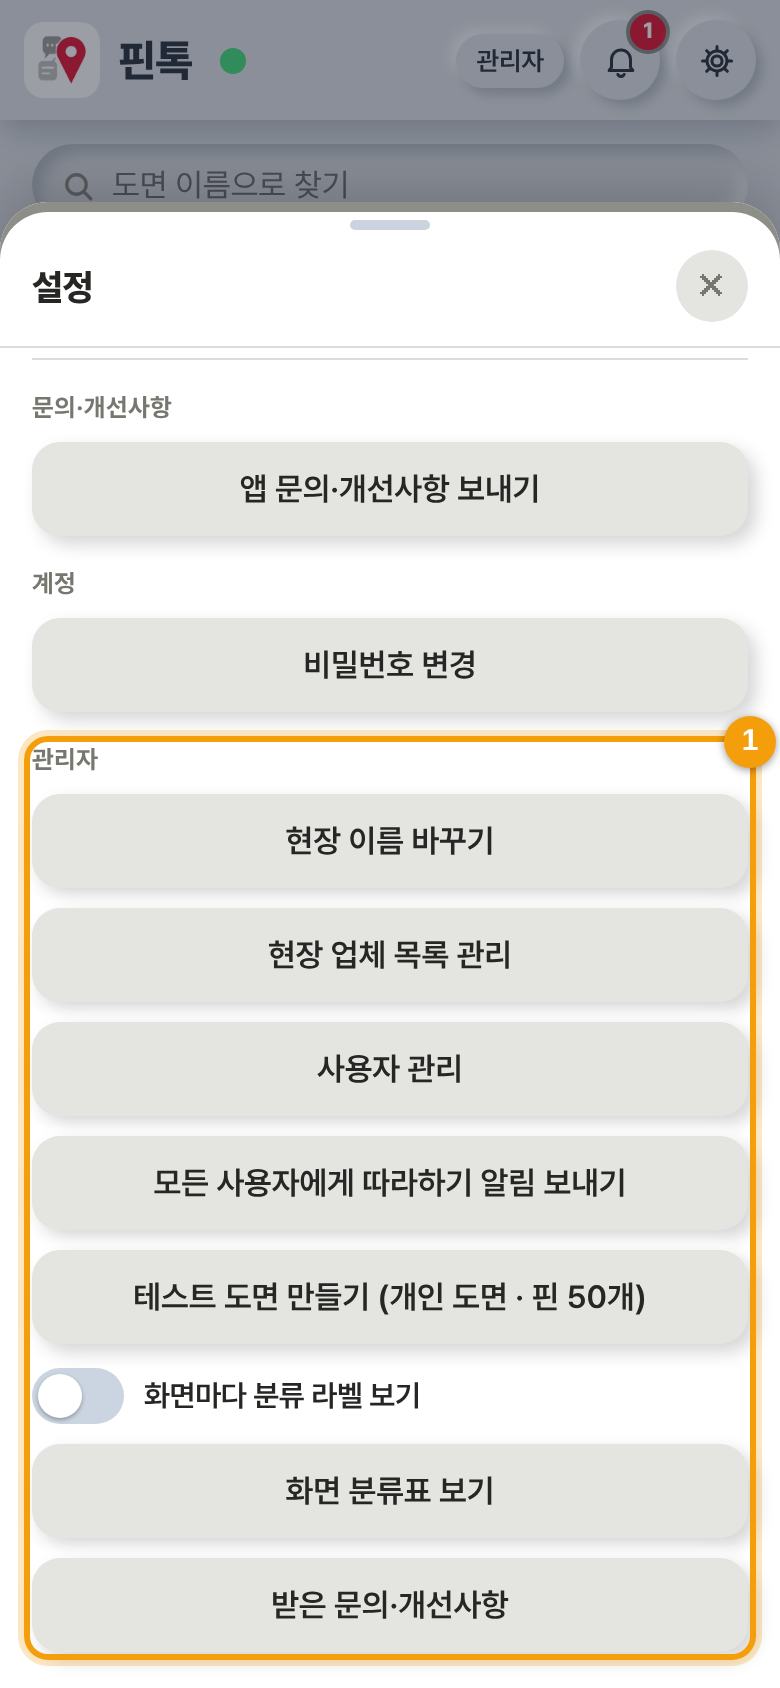 핀톡
관리자
1
도면 이름으로 찾기
설정
문의·개선사항
앱 문의·개선사항 보내기
계정
비밀번호 변경
1
관리자
현장 이름 바꾸기
현장 업체 목록 관리
사용자 관리
모든 사용자에게 따라하기 알림 보내기
테스트 도면 만들기 (개인 도면 · 핀 50개)
화면마다 분류 라벨 보기
화면 분류표 보기
받은 문의·개선사항